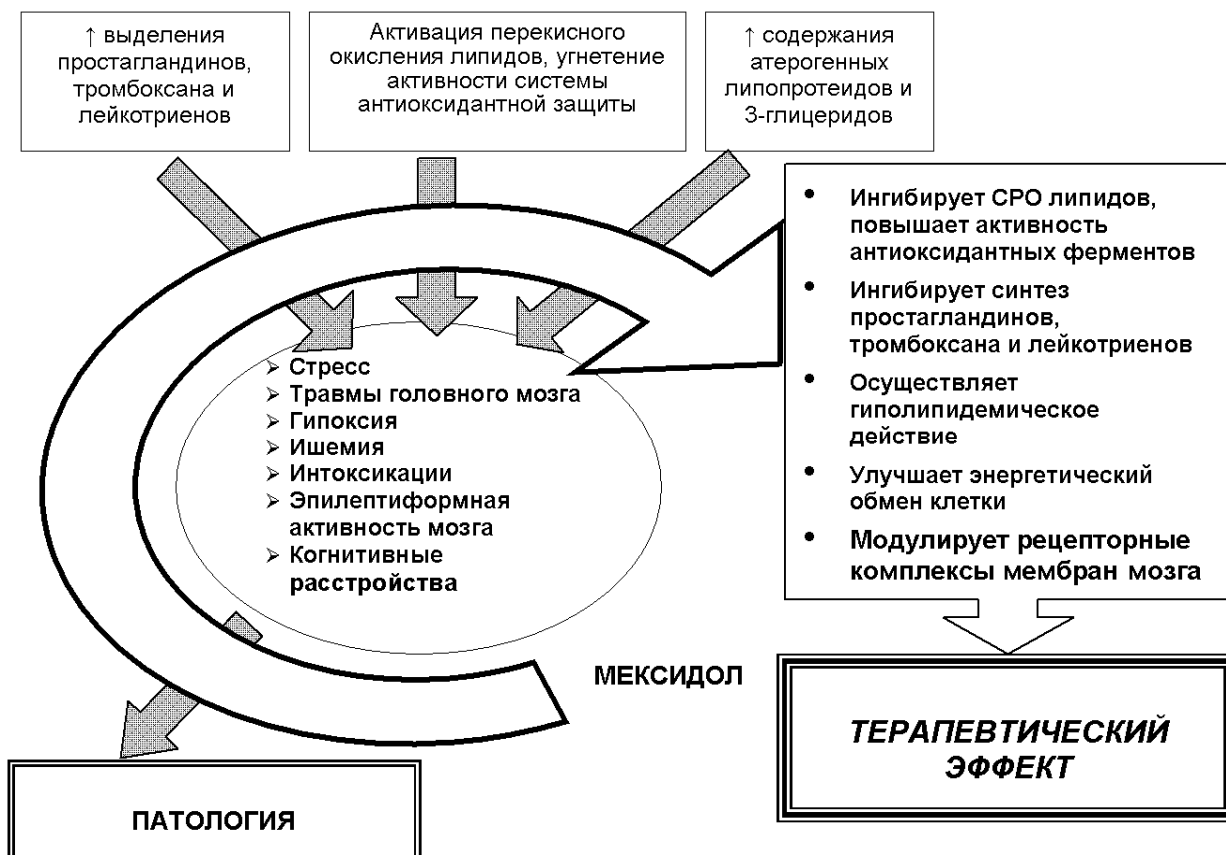 ↑ выделения
простагландинов,
тромбоксана и
лейкотриенов
Активация перекисного
окисления липидов, угнетение
активности системы
антиоксидантной защиты
↑ содержания
атерогенных
липопротеидов и
3-глицеридов
• Ингибирует СРО липидов,
повышает активность
антиоксидантных ферментов
• Ингибирует синтез
простагландинов,
тромбоксана и лейкотриенов
• Осуществляет
гиполипидемическое
действие
• Улучшает энергетический
обмен клетки
• Модулирует рецепторные
комплексы мембран мозга
➢ Стресс
➢ Травмы головного мозга
➢ Гипоксия
➢ Ишемия
➢ Интоксикации
➢ Эпилептиформная
активность мозга
➢ Когнитивные
расстройства
МЕКСИДОЛ
ТЕРАПЕВТИЧЕСКИЙ
ЭФФЕКТ
ПАТОЛОГИЯ